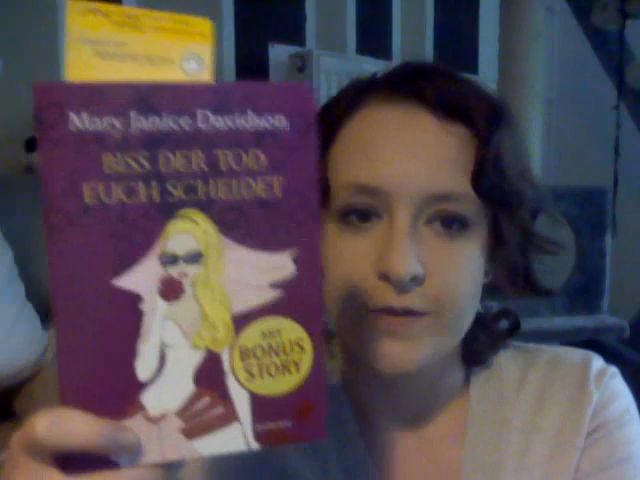 Mary Janice Davidson
BISS DER TOD
EUCH SCHEIDET
MIT
BONUS
STORY